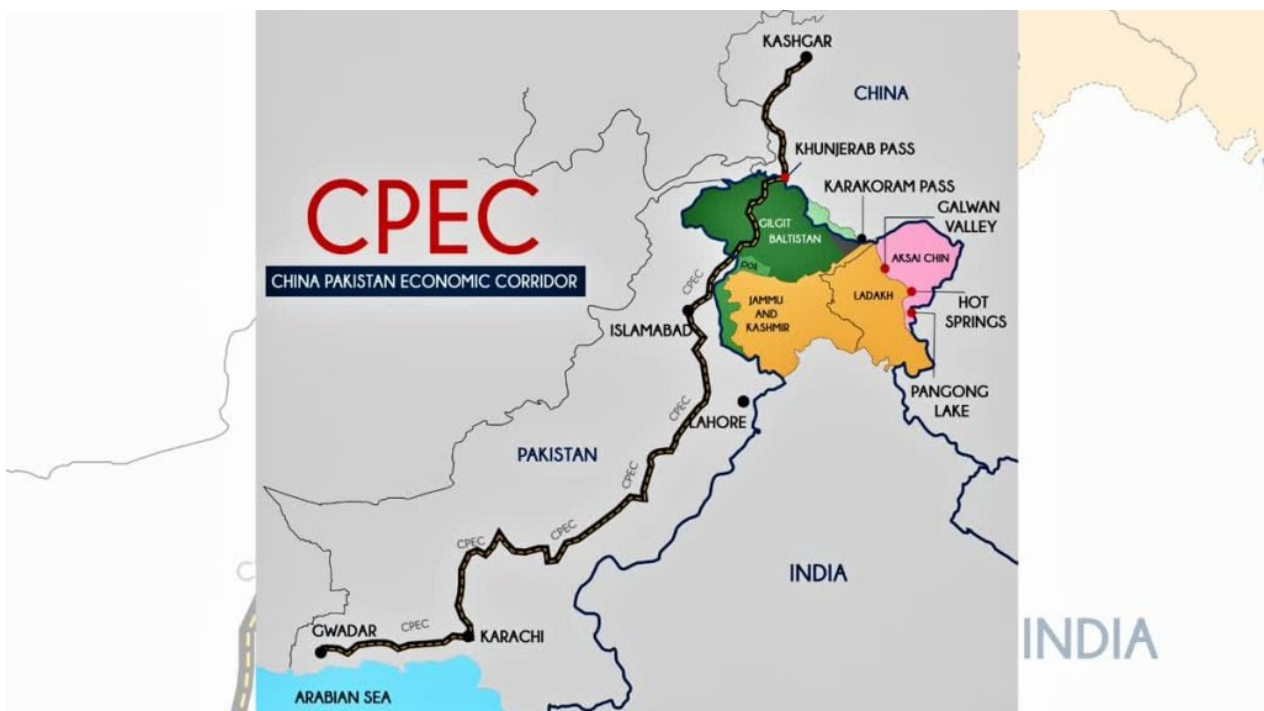 KASHGAR
CHINA
KHUNJERAB PASS
CPEC
CHINA PAKISTAN ECONOMIC CORRIDOR
KARAKORAM PASS
GALWAN
VALLEY
GILGIT
BALTISTAN
AKSAI CHIN
POK
CPEC
LADAKH
JAMMU
AND
KASHMIR
HOT
SPRINGS
ISLAMABAD
PANGONG
LAKE
CPEC
LAHORE
PAKISTAN
CPEC
CPEC
CPEC
INDIA
GWADAR
CPEC
KARACHI
INDIA
ARABIAN SEA